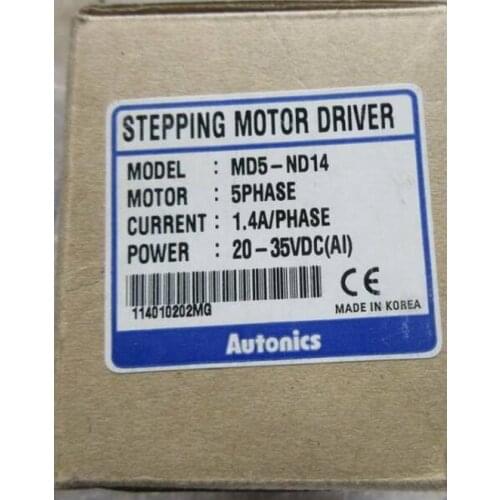 STEPPING MOTOR DRIVER
MODEL : MD5-ND14
MOTOR : 5PHASE
CURRENT : 1.4A/PHASE
POWER : 20-35VDC(AI)
114010202MG
CE
MADE IN KOREA
Autonics